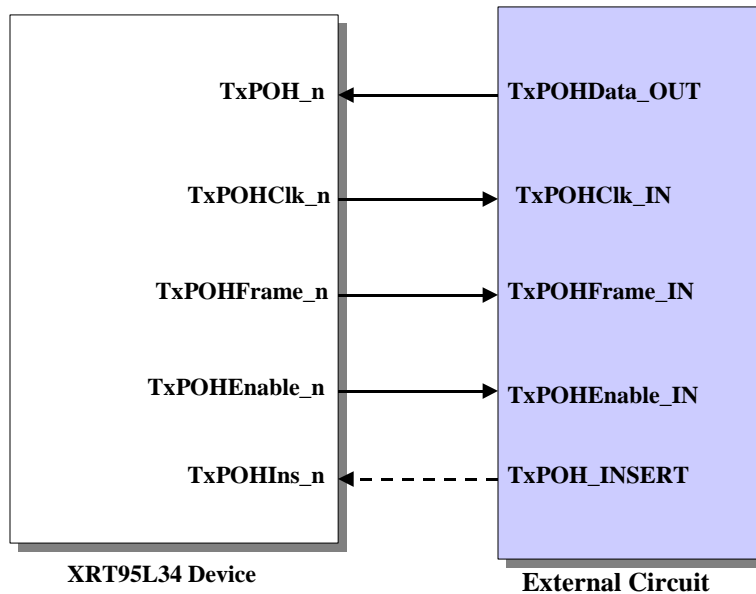 TxPOH_n TxPOHData_OUT
TxPOHClk_n TxPOHClk_IN
TxPOHFrame_n TxPOHFrame_IN
TxPOHEnable_n TxPOHEnable_IN
TxPOHIns_n TxPOH_INSERT
XRT95L34 Device
External Circuit